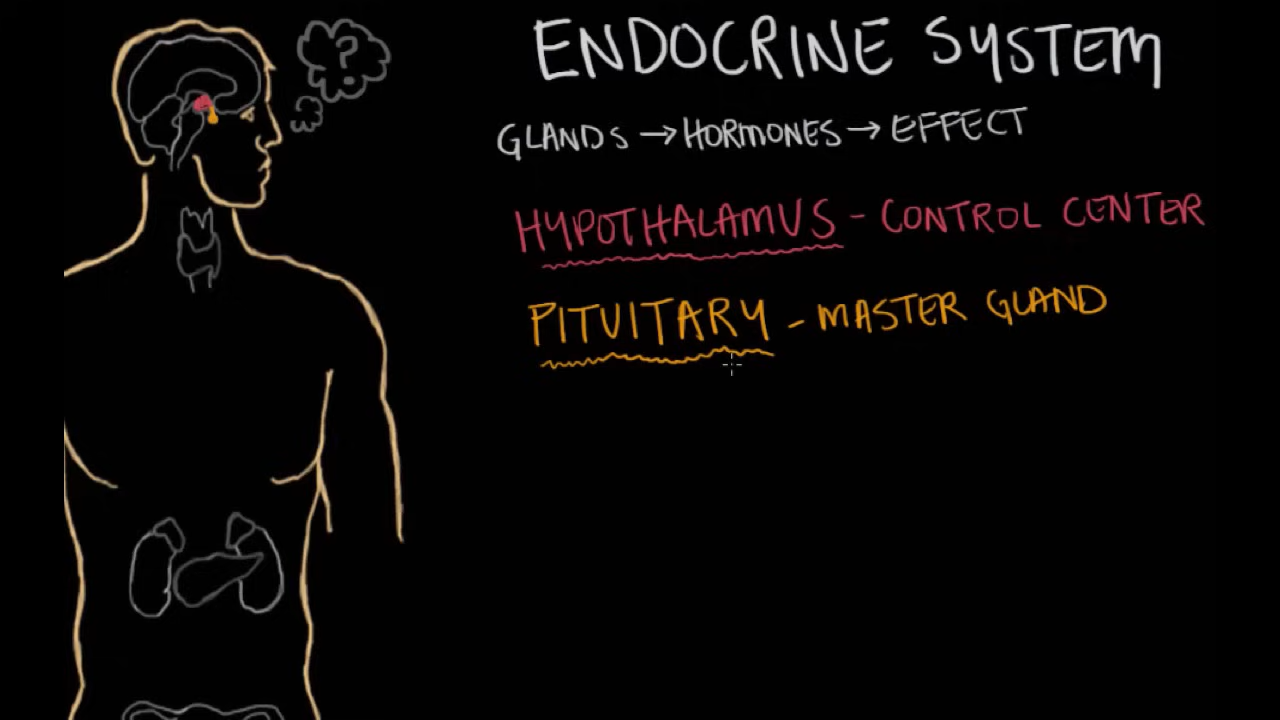 ?
ENDOCRINE SYSTEM
GLANDS → HORMONES → EFFECT
HYPOTHALAMUS - CONTROL CENTER
PITUITARY - MASTER GLAND